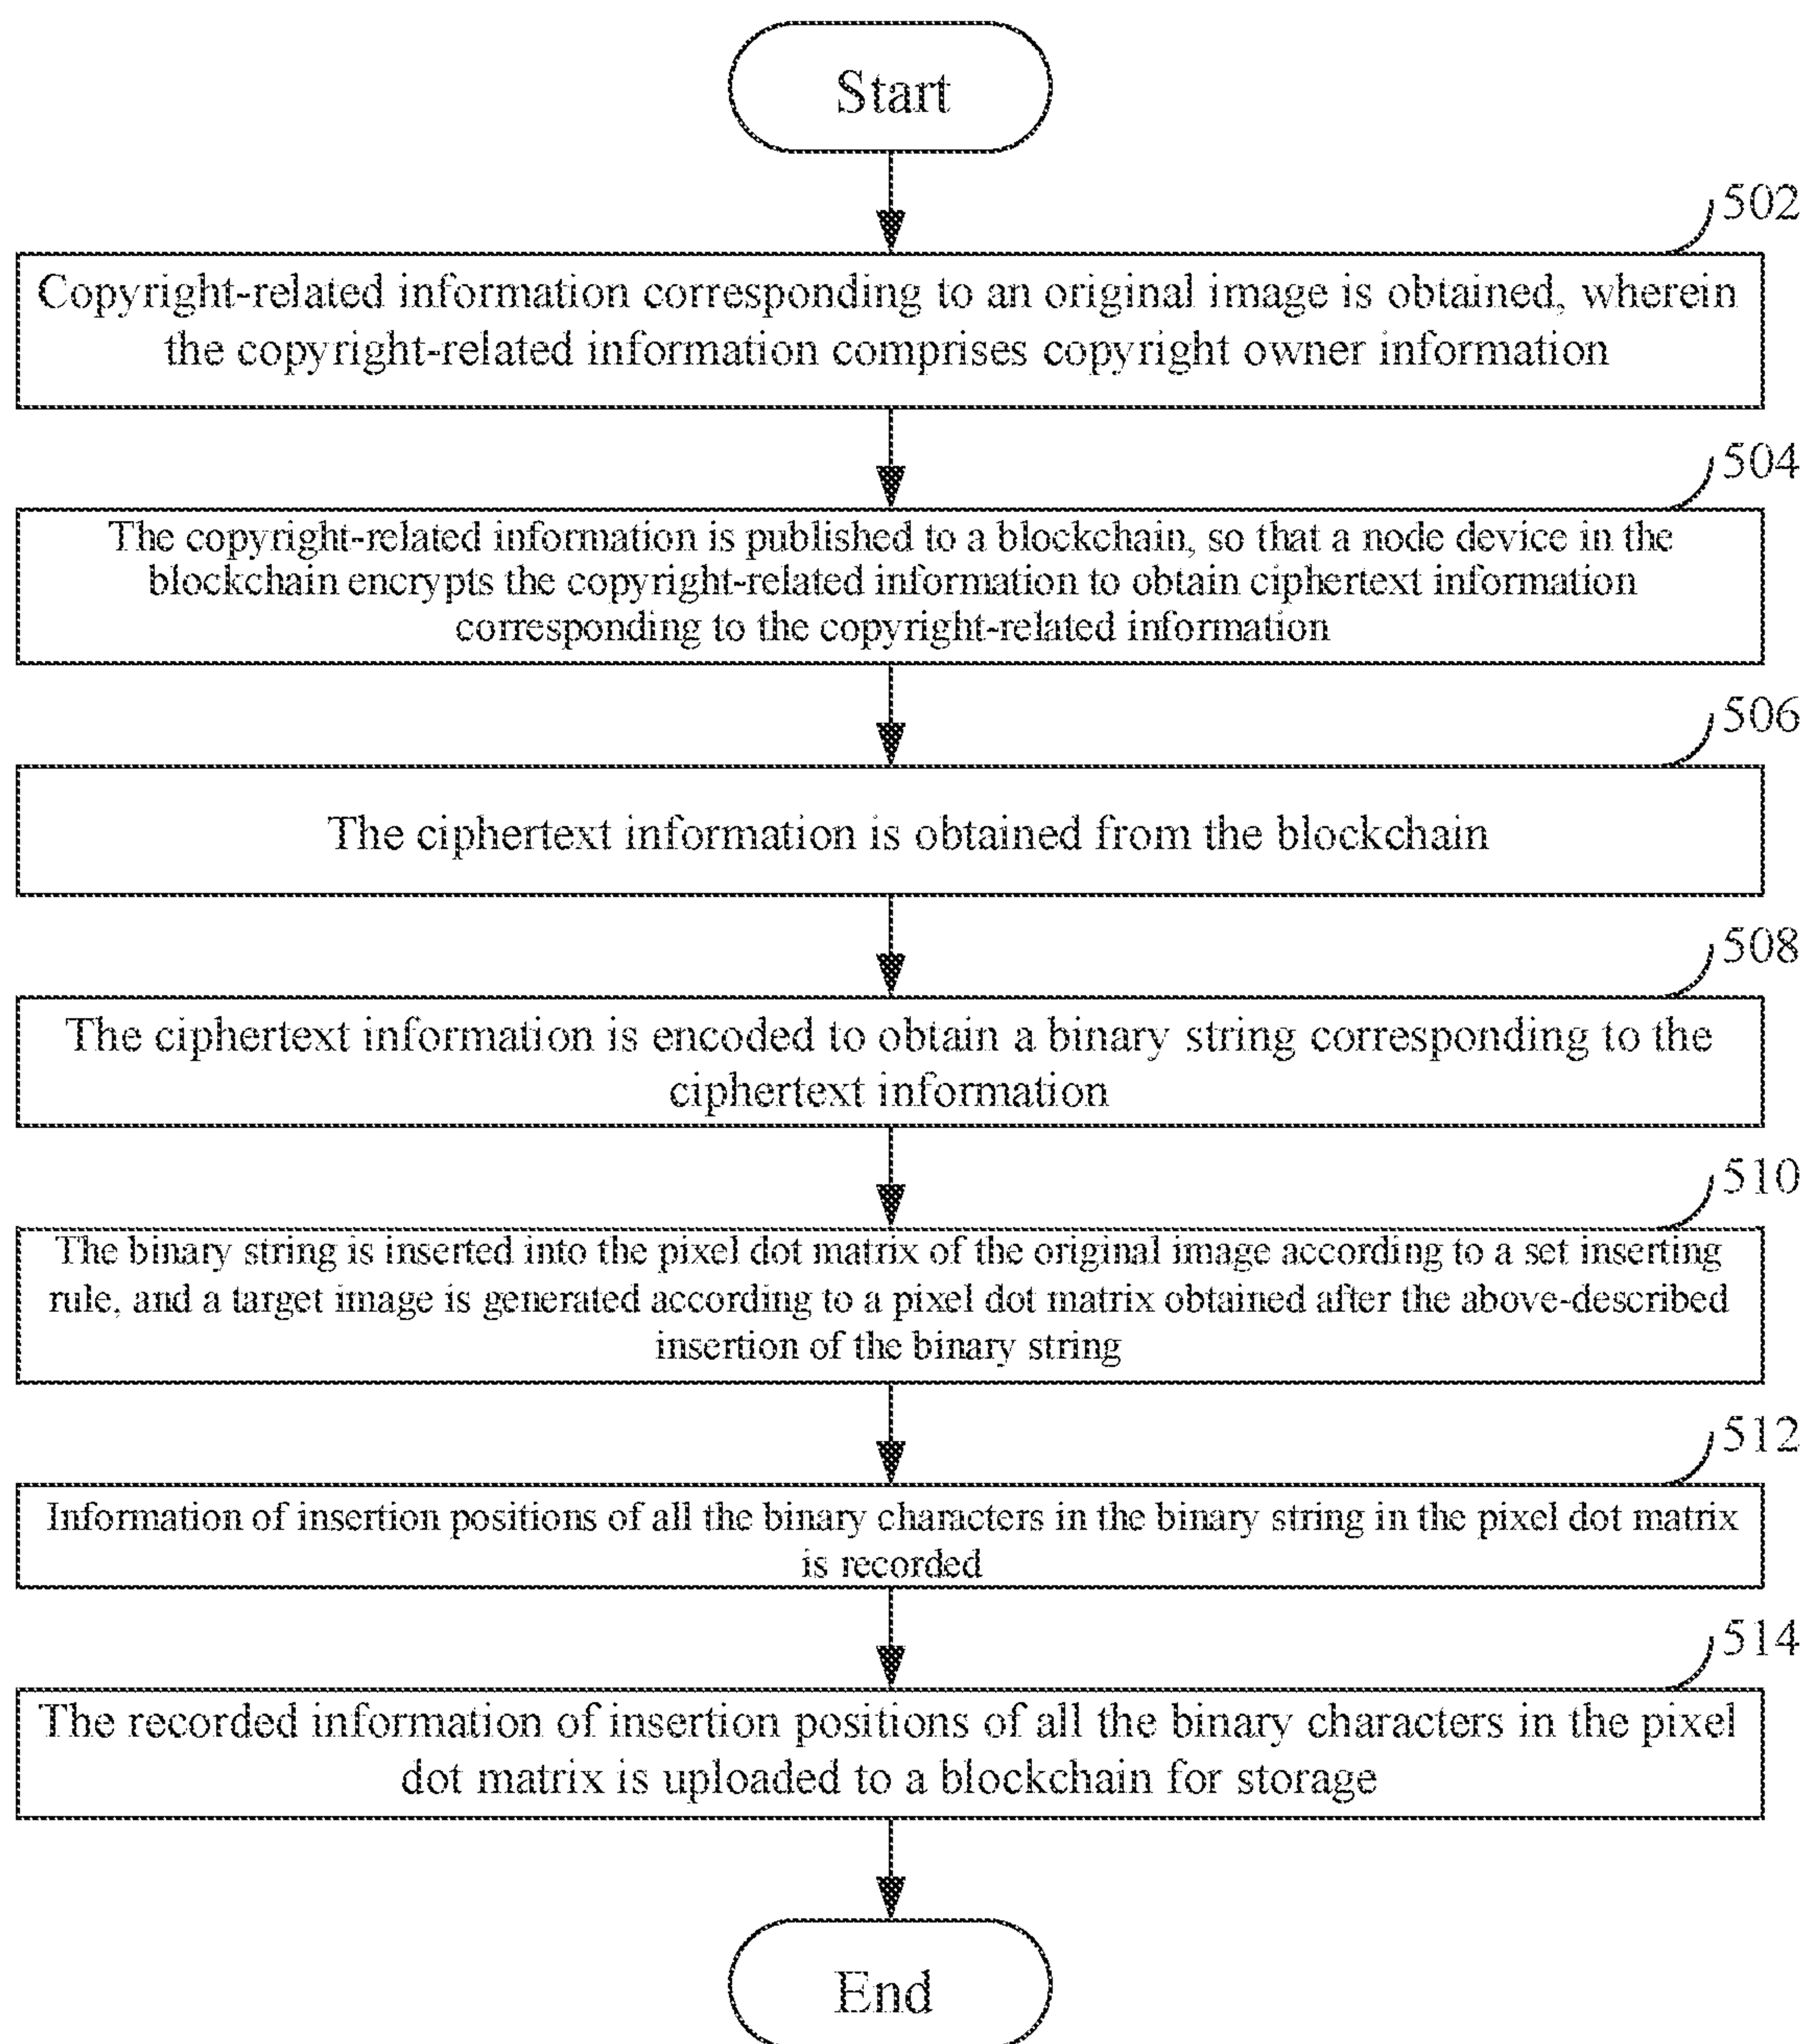 Start
502
Copyright-related information corresponding to an original image is obtained, wherein
the copyright-related information comprises copyright owner information
504
The copyright-related information is published to a blockchain, so that a node device in the
blockchain encrypts the copyright-related information to obtain ciphertext information
corresponding to the copyright-related information
506
The ciphertext information is obtained from the blockchain
508
The ciphertext information is encoded to obtain a binary string corresponding to the
ciphertext information
510
The binary string is inserted into the pixel dot matrix of the original image according to a set inserting
rule, and a target image is generated according to a pixel dot matrix obtained after the above-described
insertion of the binary string
512
Information of insertion positions of all the binary characters in the binary string in the pixel dot matrix
is recorded
514
The recorded information of insertion positions of all the binary characters in the pixel
dot matrix is uploaded to a blockchain for storage
End